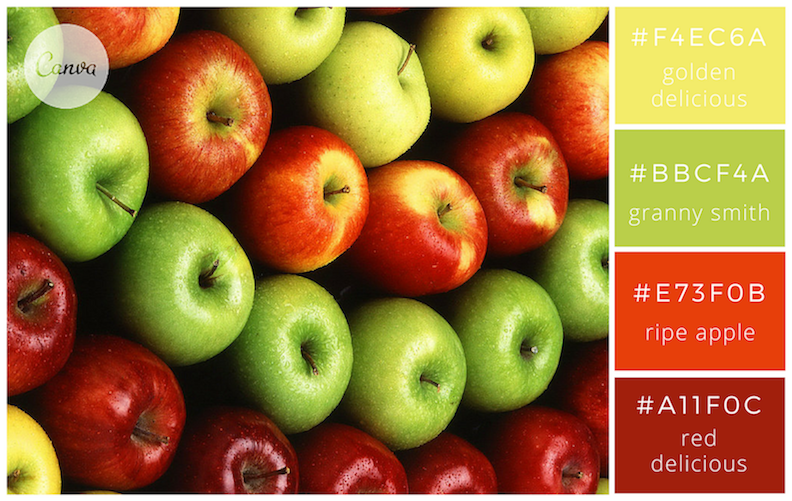 Canva
#F4EC6A
golden
delicious
#BBCF4A
granny smith
#E73F0B
ripe apple
#A11F0C
red
delicious